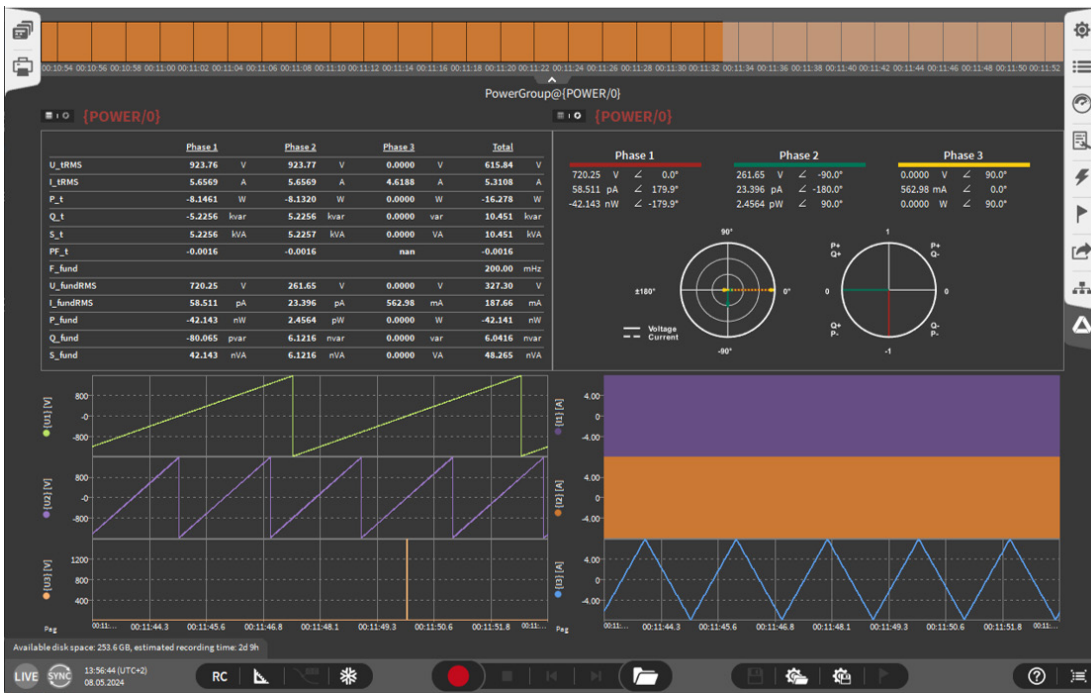 00:10:54 00:10:56 00:10:58 00:11:00 00:11:02 00:11:04 00:11:06 00:11:08 00:11:10 00:11:12 00:11:14 00:11:16 00:11:18 00:11:20 00:11:22 00:11:24 00:11:26 00:11:28 00:11:30 00:11:32 00:11:34 00:11:36 00:11:38 00:11:40 00:11:42 00:11:44 00:11:46 00:11:48 00:11:50 00:11:52
PowerGroup@{POWER/0}
{POWER/0}
Phase 1 Phase 2 Phase 3 Total
U_tRMS 923.76 V 923.77 V 0.0000 V 615.84 V
I_tRMS 5.6569 A 5.6569 A 4.6188 A 5.3108 A
P_t -8.1461 W -8.1320 W 0.0000 W -16.278 W
Q_t -5.2256 kvar 5.2256 kvar 0.0000 var 10.451 kvar
S_t 5.2256 kVA 5.2257 kVA 0.0000 VA 10.451 kVA
PF_t -0.0016 -0.0016 nan -0.0016
F_fund 200.00 mHz
U_fundRMS 720.25 V 261.65 V 0.0000 V 327.30 V
I_fundRMS 58.511 pA 23.396 pA 562.98 mA 187.66 mA
P_fund -42.143 nW 2.4564 pW 0.0000 W -42.141 nW
Q_fund -80.065 pvar 6.1216 nvar 0.0000 var 6.0416 nvar
S_fund 42.143 nVA 6.1216 nVA 0.0000 VA 48.265 nVA
{POWER/0}
Phase 1 Phase 2 Phase 3
720.25 V ∠ 0.0° 261.65 V ∠ -90.0° 0.0000 V ∠ 90.0°
58.511 pA ∠ 179.9° 23.396 pA ∠ -180.0° 562.98 mA ∠ 0.0°
-42.143 nW ∠ -179.9° 2.4564 pW ∠ 90.0° 0.0000 W ∠ 90.0°
90°
±180° 0°
-90°
Voltage
Current
1
P+ P+
Q+ Q-
0 0
Q+ Q-
P- P-
-1
{U1} [V]
800
-0
-800
{U2} [V]
800
-0
-800
{U3} [V]
1200
800
400
Pag 00:11:... 00:11:44.3 00:11:45.6 00:11:46.8 00:11:48.1 00:11:49.3 00:11:50.6 00:11:51.8 00:11:...
{I1} [A]
4.00
0
-4.00
{I2} [A]
4.00
0
-4.00
{I3} [A]
4.00
0
-4.00
Pag 00:11:... 00:11:44.3 00:11:45.6 00:11:46.8 00:11:48.1 00:11:49.3 00:11:50.6 00:11:51.8 00:11:...
Available disk space: 253.6 GB, estimated recording time: 2d 9h
LIVE SYNC 13:56:44 (UTC+2)
08.05.2024
RC